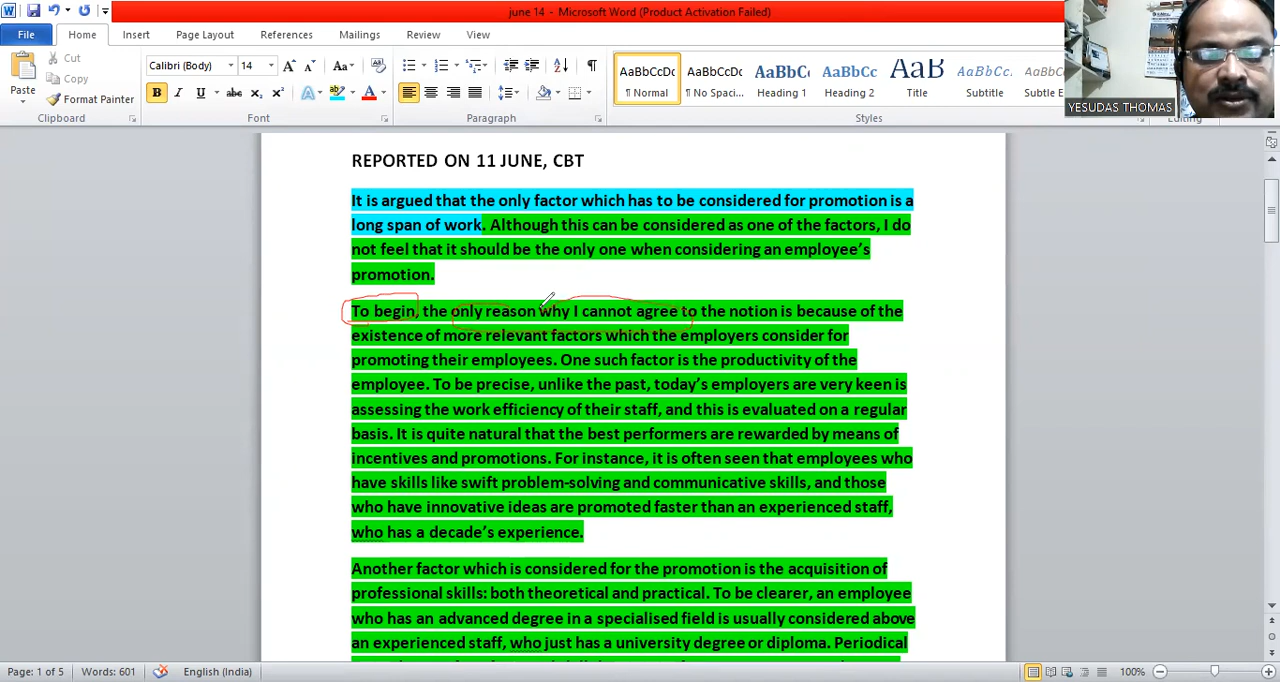 june 14 - Microsoft Word (Product Activation Failed)
File Home Insert Page Layout References Mailings Review View
Paste
Cut
Copy
Format Painter
Clipboard
Calibri (Body) 14
Font
Paragraph
AaBbCcDc AaBbCcDc AaBbCc AaBbCc AaB AaBbCc. AaBbCc
¶ Normal ¶ No Spaci... Heading 1 Heading 2 Title Subtitle Subtle E
Styles
Editing
YESUDAS THOMAS
REPORTED ON 11 JUNE, CBT
It is argued that the only factor which has to be considered for promotion is a
long span of work. Although this can be considered as one of the factors, I do
not feel that it should be the only one when considering an employee’s
promotion.
To begin, the only reason why I cannot agree to the notion is because of the
existence of more relevant factors which the employers consider for
promoting their employees. One such factor is the productivity of the
employee. To be precise, unlike the past, today’s employers are very keen is
assessing the work efficiency of their staff, and this is evaluated on a regular
basis. It is quite natural that the best performers are rewarded by means of
incentives and promotions. For instance, it is often seen that employees who
have skills like swift problem-solving and communicative skills, and those
who have innovative ideas are promoted faster than an experienced staff,
who has a decade’s experience.
Another factor which is considered for the promotion is the acquisition of
professional skills: both theoretical and practical. To be clearer, an employee
who has an advanced degree in a specialised field is usually considered above
an experienced staff, who just has a university degree or diploma. Periodical
Page: 1 of 5 Words: 601 English (India) 100%